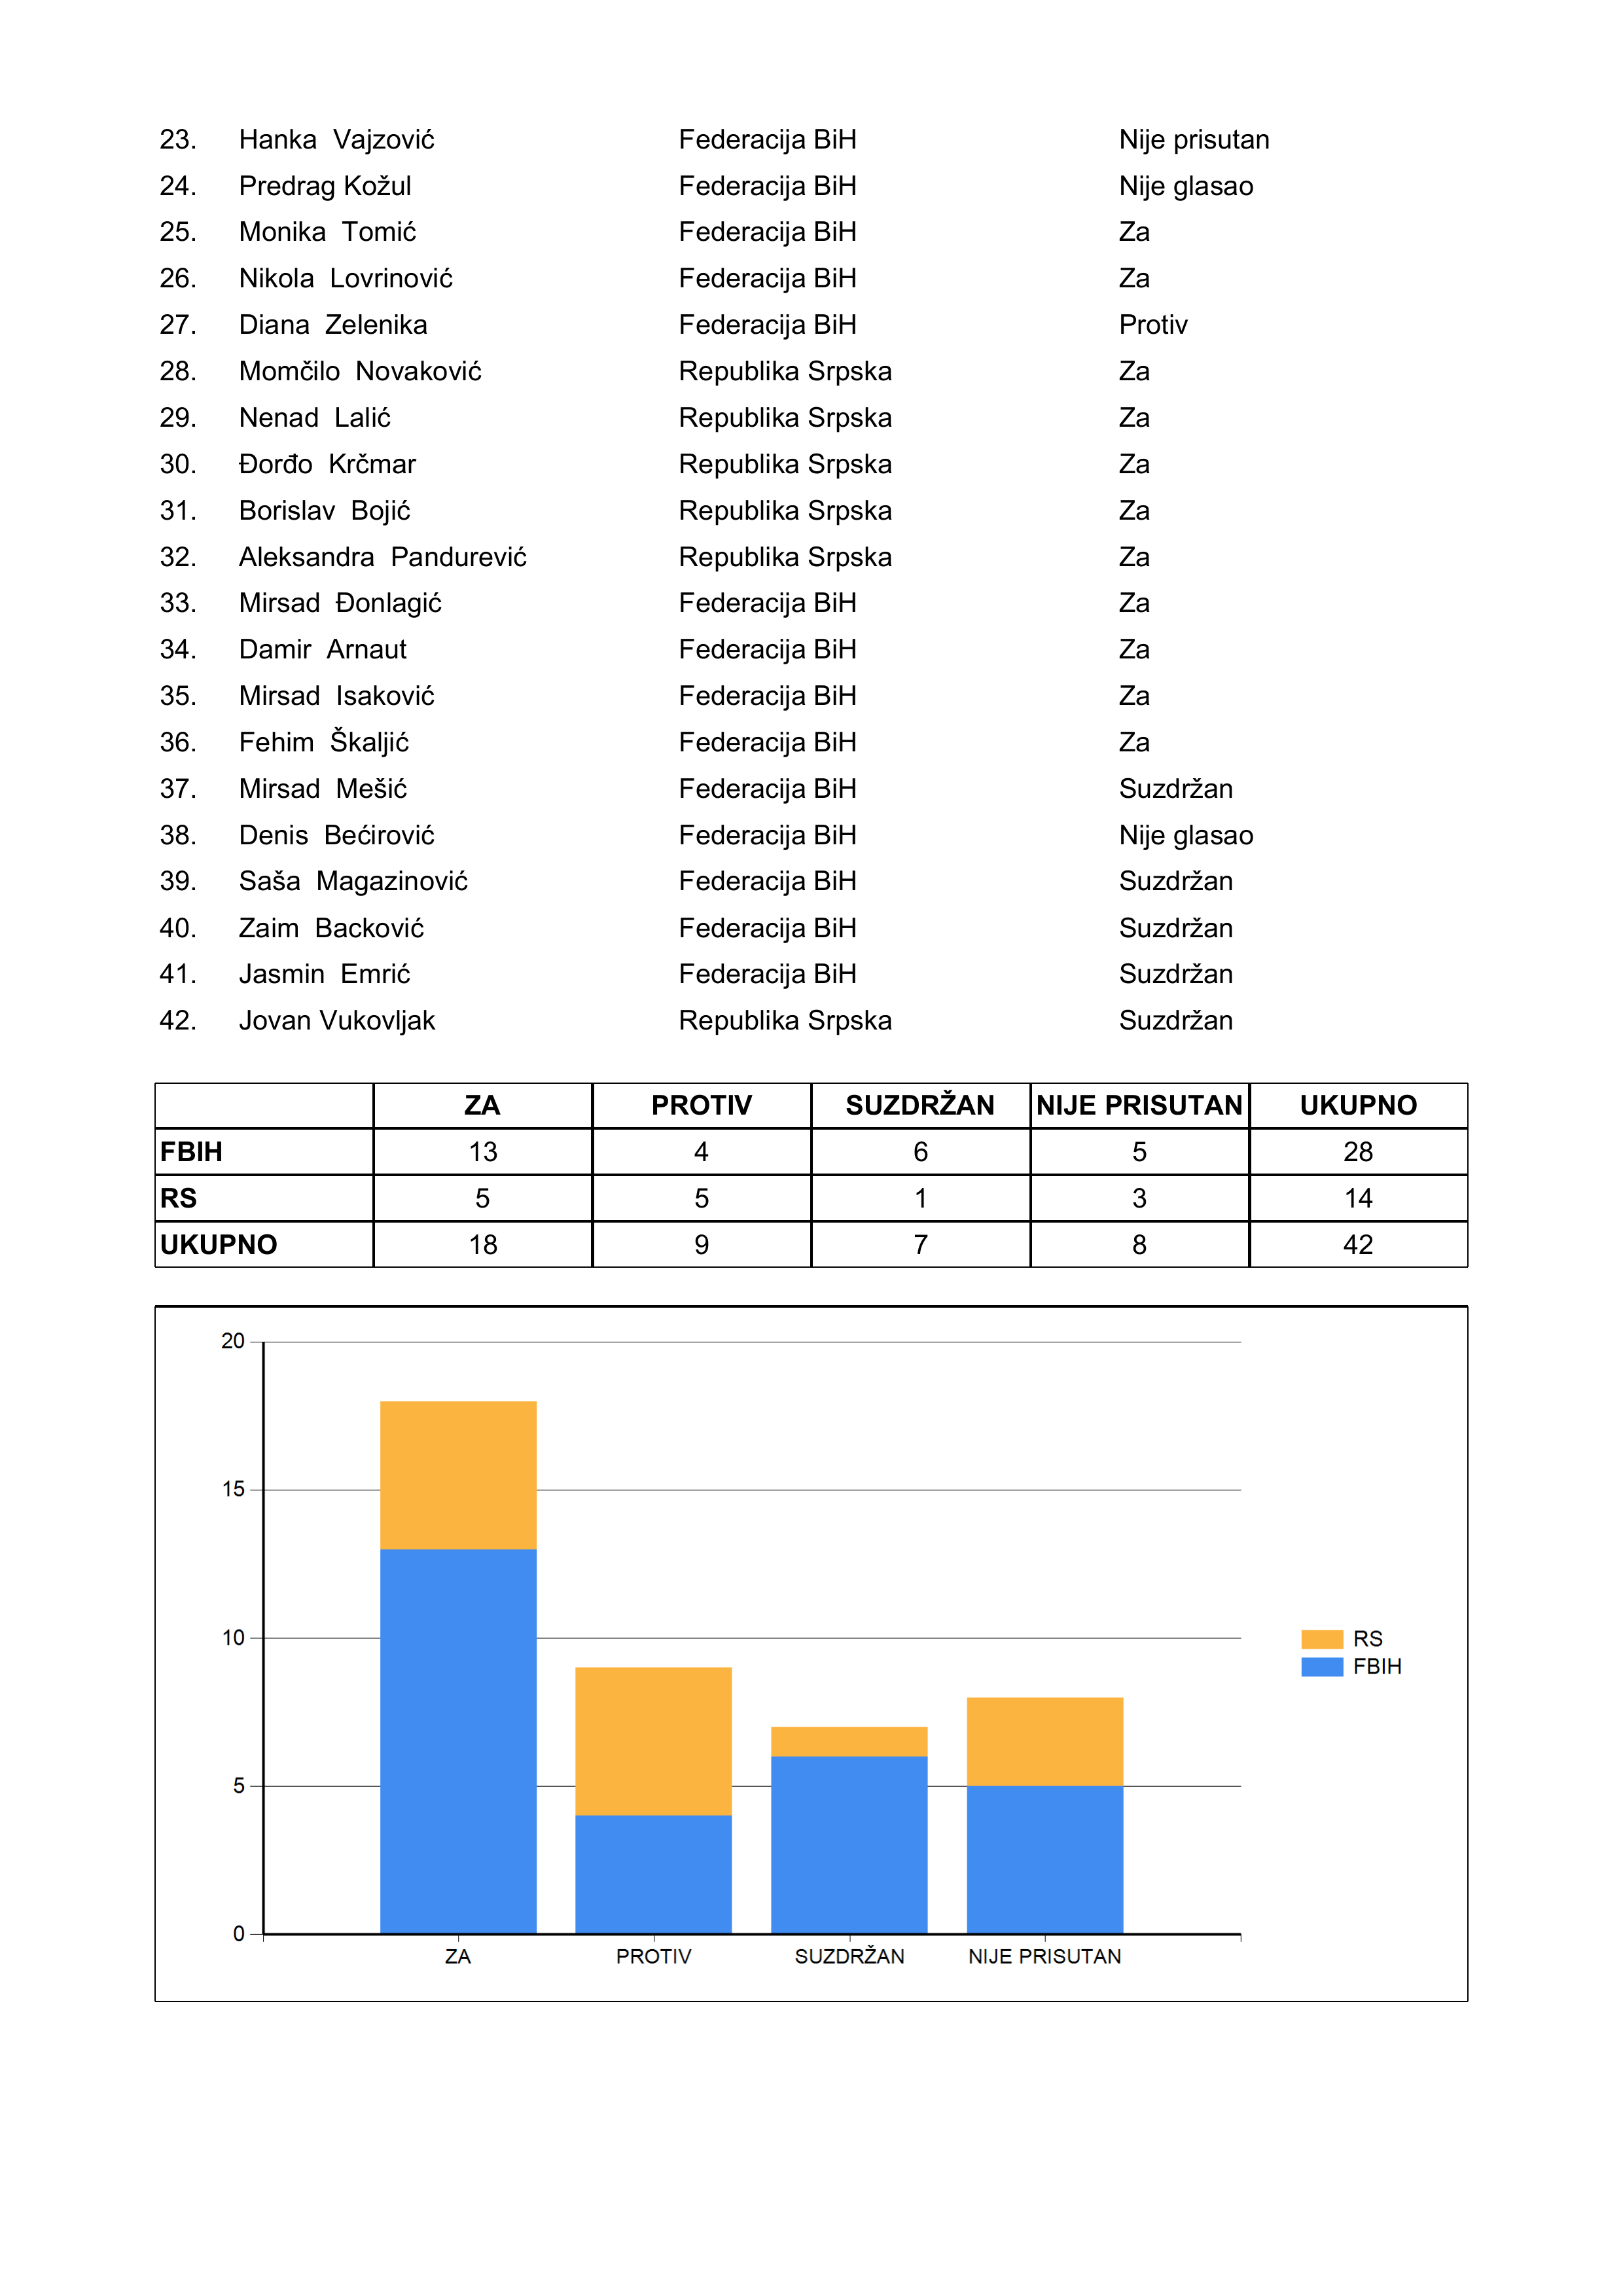 23. Hanka Vajzović Federacija BiH Nije prisutan
24. Predrag Kožul Federacija BiH Nije glasao
25. Monika Tomić Federacija BiH Za
26. Nikola Lovrinović Federacija BiH Za
27. Diana Zelenika Federacija BiH Protiv
28. Momčilo Novaković Republika Srpska Za
29. Nenad Lalić Republika Srpska Za
30. Đorđo Krčmar Republika Srpska Za
31. Borislav Bojić Republika Srpska Za
32. Aleksandra Pandurević Republika Srpska Za
33. Mirsad Đonlagić Federacija BiH Za
34. Damir Arnaut Federacija BiH Za
35. Mirsad Isaković Federacija BiH Za
36. Fehim Škaljić Federacija BiH Za
37. Mirsad Mešić Federacija BiH Suzdržan
38. Denis Bećirović Federacija BiH Nije glasao
39. Saša Magazinović Federacija BiH Suzdržan
40. Zaim Backović Federacija BiH Suzdržan
41. Jasmin Emrić Federacija BiH Suzdržan
42. Jovan Vukovljak Republika Srpska Suzdržan
ZA PROTIV SUZDRŽAN NIJE PRISUTAN UKUPNO
FBIH 13 4 6 5 28
RS 5 5 1 3 14
UKUPNO 18 9 7 8 42
20
15
10
5
0
ZA PROTIV SUZDRŽAN NIJE PRISUTAN
RS
FBIH